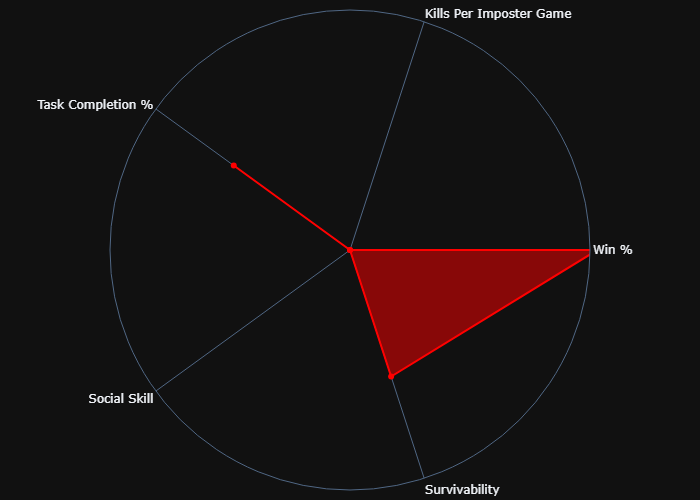 Kills Per Imposter Game
Task Completion %
Win %
Social Skill
Survivability